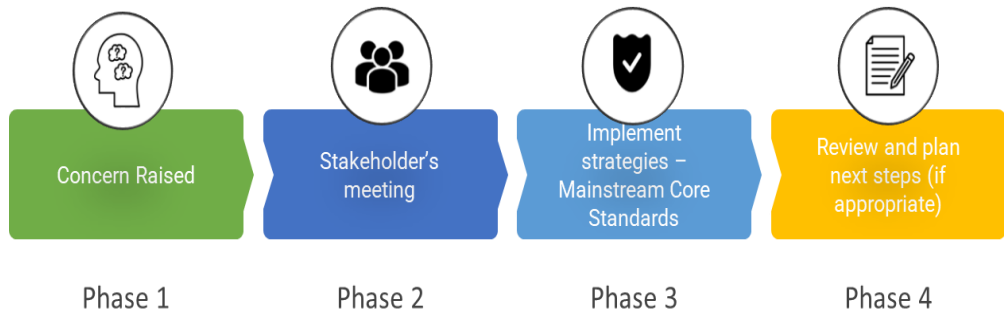 Concern Raised
Stakeholder's
meeting
Implement
strategies –
Mainstream Core
Standards
Review and plan
next steps (if
appropriate)
Phase 1
Phase 2
Phase 3
Phase 4